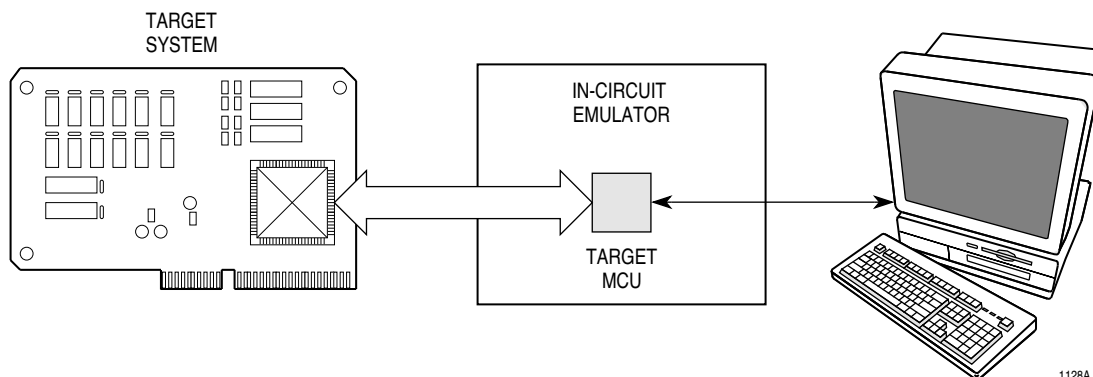 TARGET
SYSTEM
IN-CIRCUIT
EMULATOR
TARGET
MCU
1128A